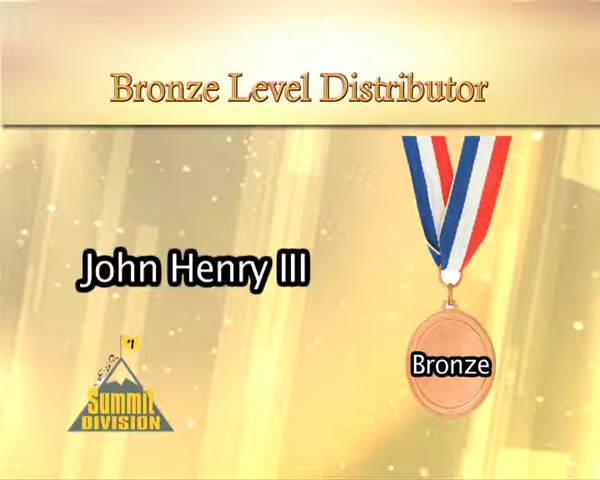 Bronze Level Distributor
John Henry III
Bronze
#1
Summit
DIVISION